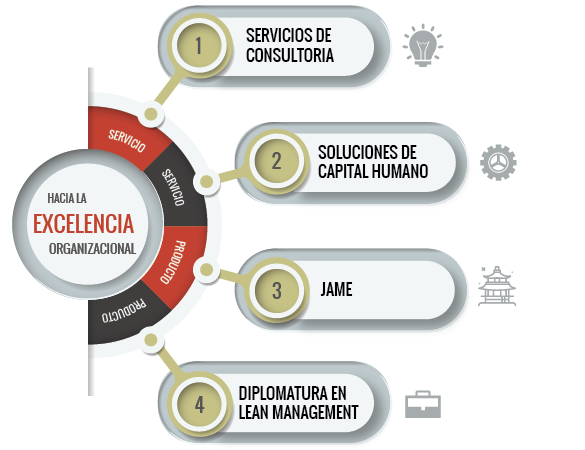 HACIA LA
EXCELENCIA
ORGANIZACIONAL
SERVICIO
SERVICIO
PRODUCTO
PRODUCTO
1
SERVICIOS DE
CONSULTORIA
2
SOLUCIONES DE
CAPITAL HUMANO
3
JAME
4
DIPLOMATURA EN
LEAN MANAGEMENT